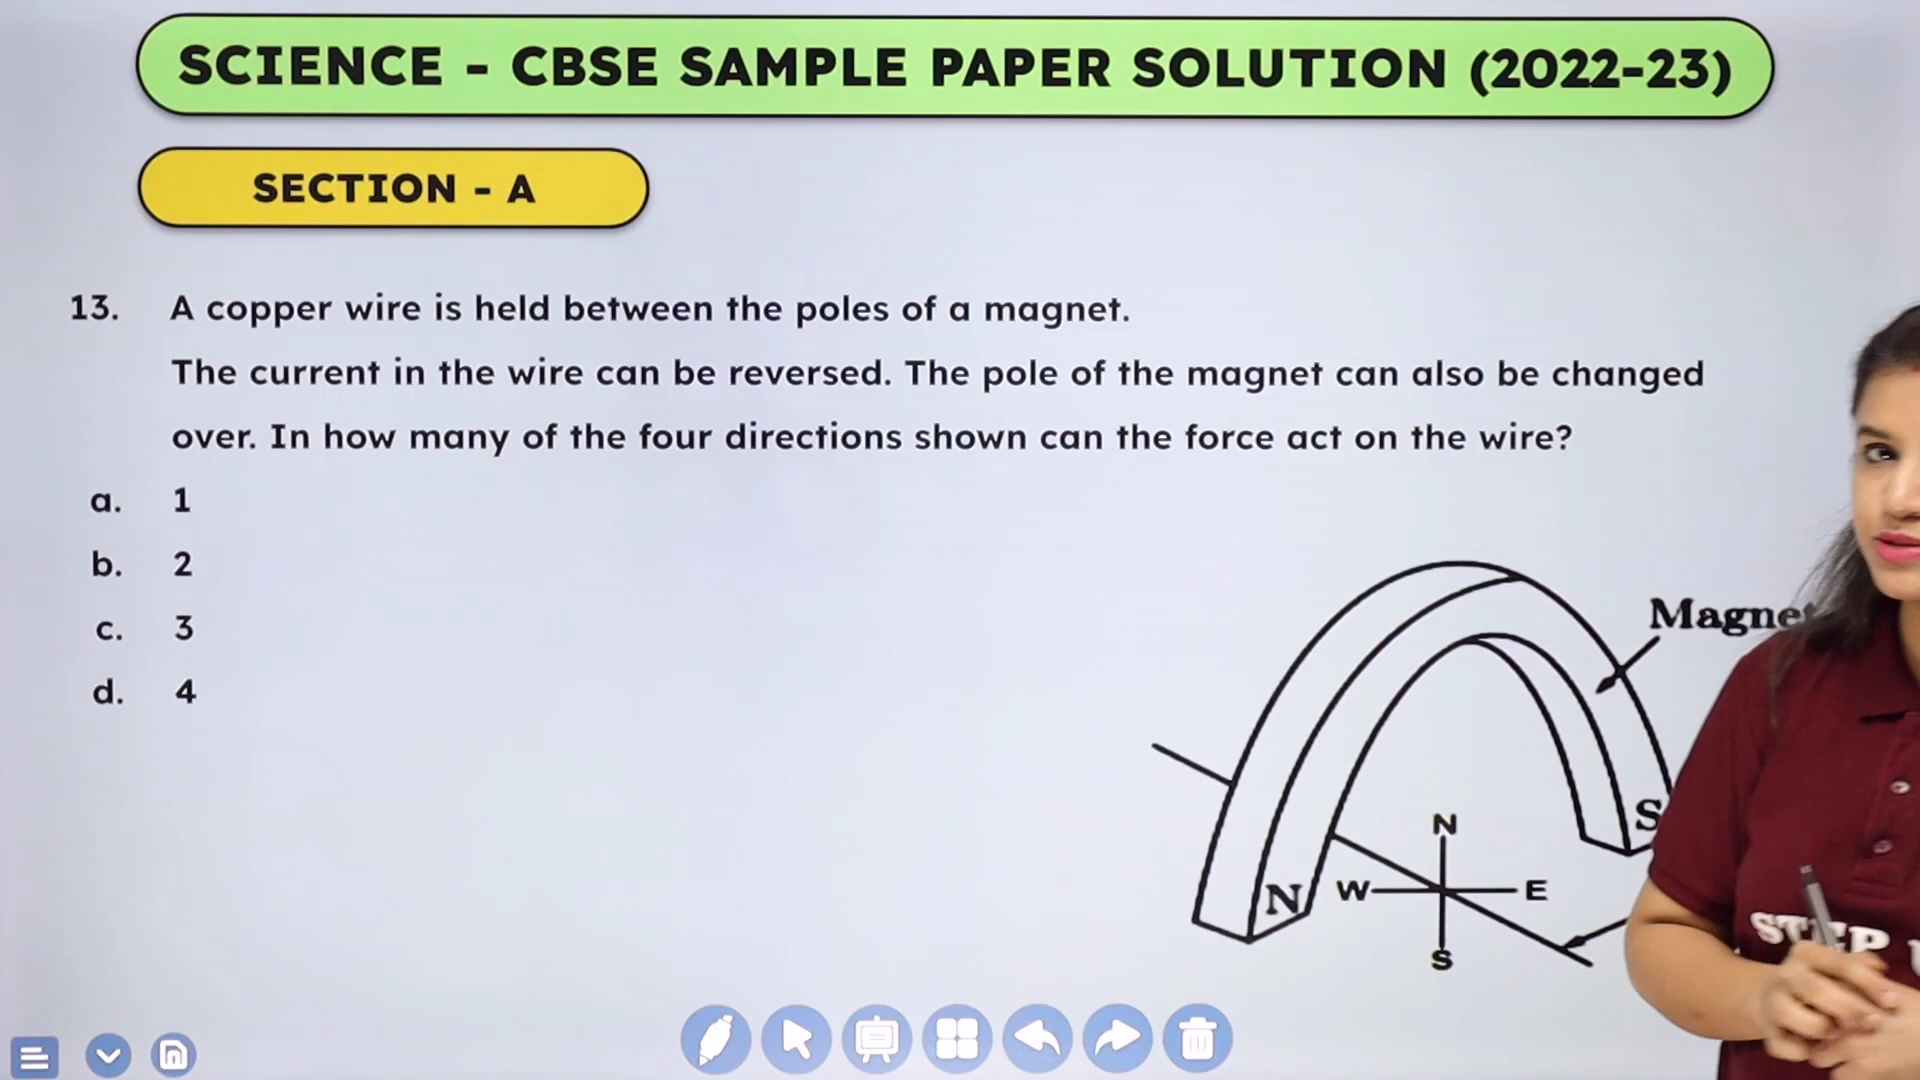 SCIENCE - CBSE SAMPLE PAPER SOLUTION (2022-23)
SECTION - A
13. A copper wire is held between the poles of a magnet.
The current in the wire can be reversed. The pole of the magnet can also be changed
over. In how many of the four directions shown can the force act on the wire?
a. 1
b. 2
c. 3
d. 4
Magnet
S
N
N
W E
S
STEP U